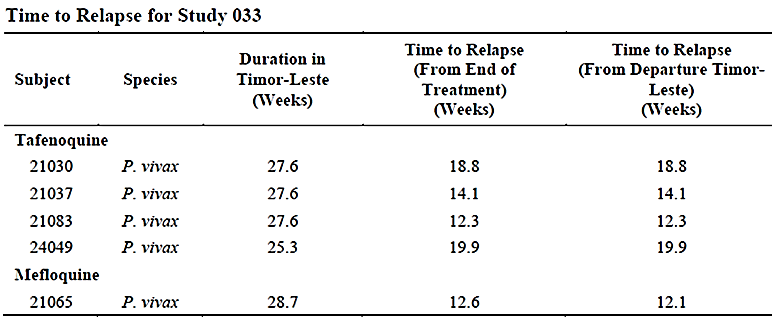 Time to Relapse for Study 033
Subject Species Duration in Timor-Leste (Weeks) Time to Relapse (From End of Treatment) (Weeks) Time to Relapse (From Departure Timor-Leste) (Weeks)
Tafenoquine
21030 P. vivax 27.6 18.8 18.8
21037 P. vivax 27.6 14.1 14.1
21083 P. vivax 27.6 12.3 12.3
24049 P. vivax 25.3 19.9 19.9
Mefloquine
21065 P. vivax 28.7 12.6 12.1